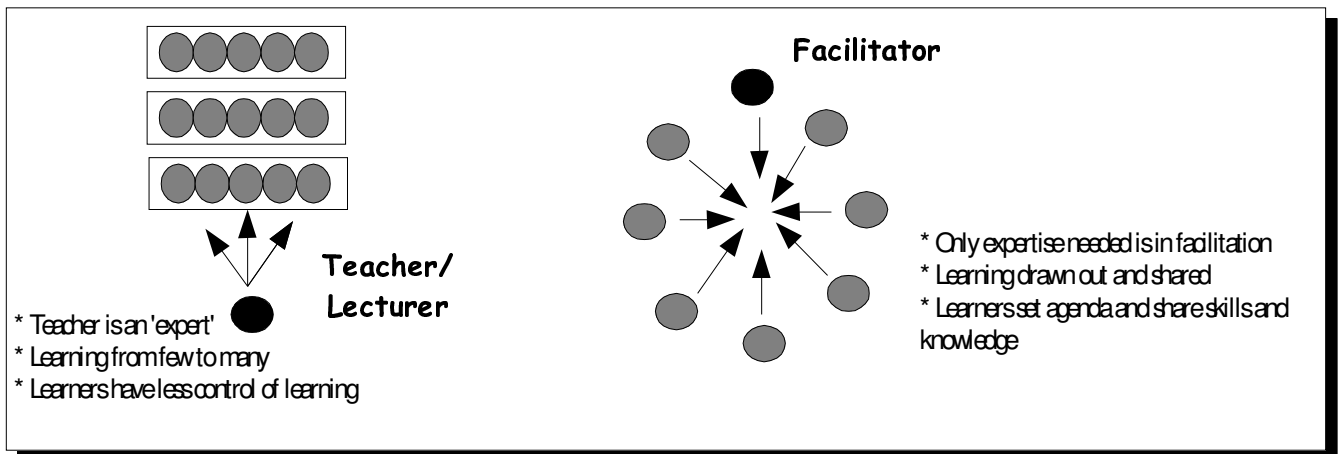 Teacher/
Lecturer
* Teacher is an 'expert'
* Learning from few to many
* Learners have less control of learning
Facilitator
* Only expertise needed is in facilitation
* Learning drawn out and shared
* Learners set agenda and share skills and
knowledge